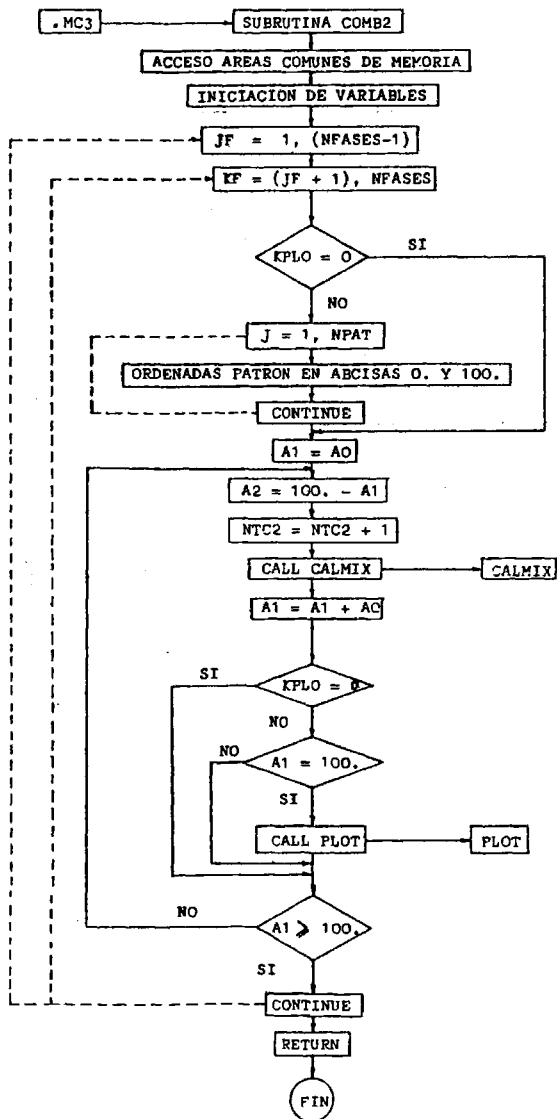 .MC3
SUBRUTINA COMB2
ACCESO AREAS COMUNES DE MEMORIA
INICIACION DE VARIABLES
JF = 1, (NFASES-1)
KF = (JF + 1), NFASES
KPLO = 0
SI
NO
J = 1, NPAT
ORDENADAS PATRON EN ABCISAS 0. Y 100.
CONTINUE
A1 = A0
A2 = 100. - A1
NTC2 = NTC2 + 1
CALL CALMIX
CALMIX
A1 = A1 + A0
SI
KPLO = 0
NO
NO
A1 = 100.
SI
CALL PLOT
PLOT
NO
A1 ⩾ 100.
SI
CONTINUE
RETURN
FIN